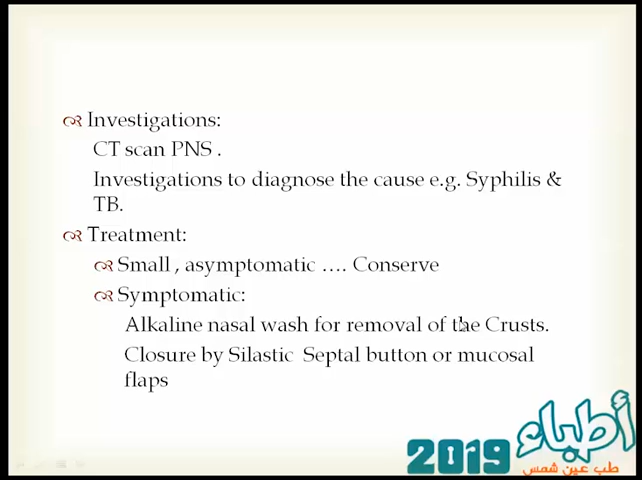 Investigations:
CT scan PNS .
Investigations to diagnose the cause e.g. Syphilis &
TB.
Treatment:
Small , asymptomatic .... Conserve
Symptomatic:
Alkaline nasal wash for removal of the Crusts.
Closure by Silastic Septal button or mucosal
flaps
أطباء
2019
طب عين شمس